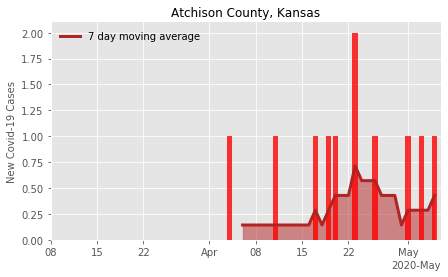 Atchison County, Kansas
7 day moving average
New Covid-19 Cases
2.00
1.75
1.50
1.25
1.00
0.75
0.50
0.25
0.00
08 15 22 Apr 08 15 22 May
2020-May